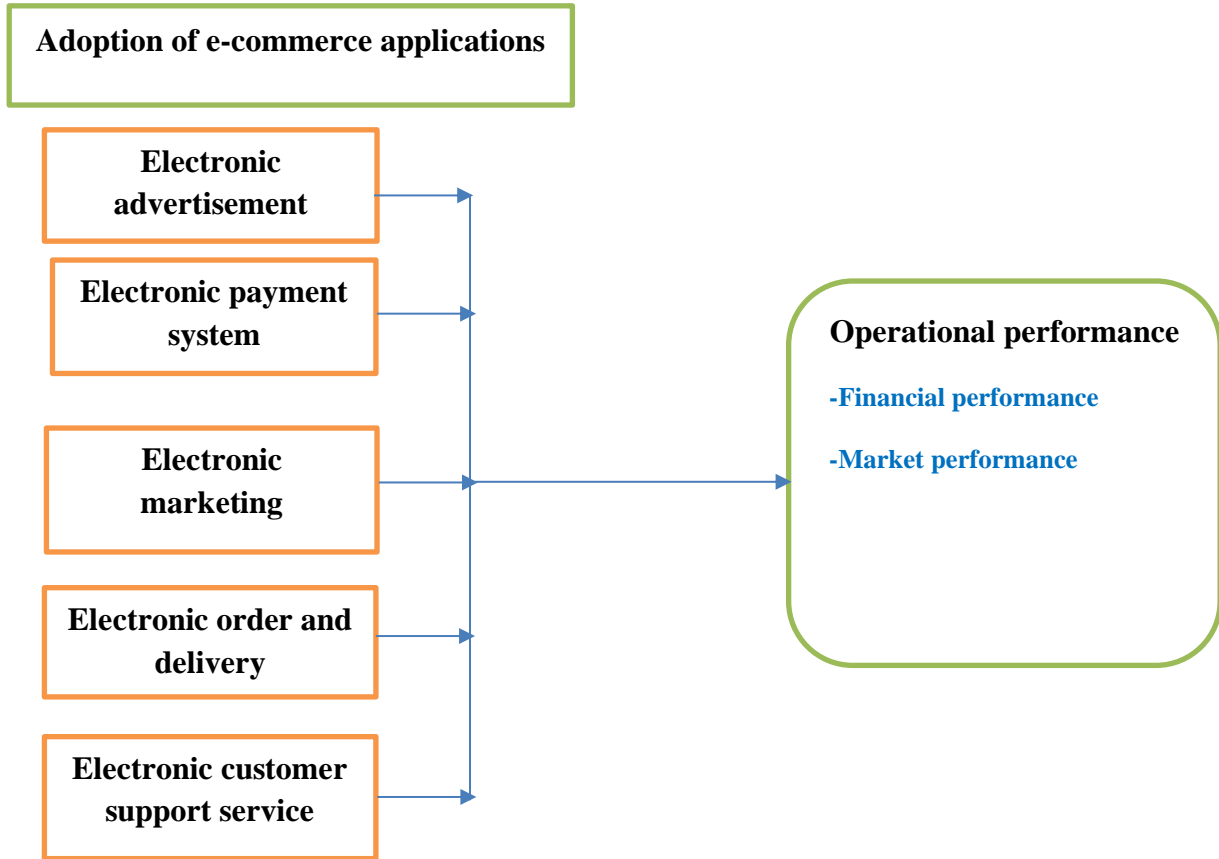 Adoption of e-commerce applications
Electronic
advertisement
Electronic payment
system
Electronic
marketing
Electronic order and
delivery
Electronic customer
support service
Operational performance
-Financial performance
-Market performance